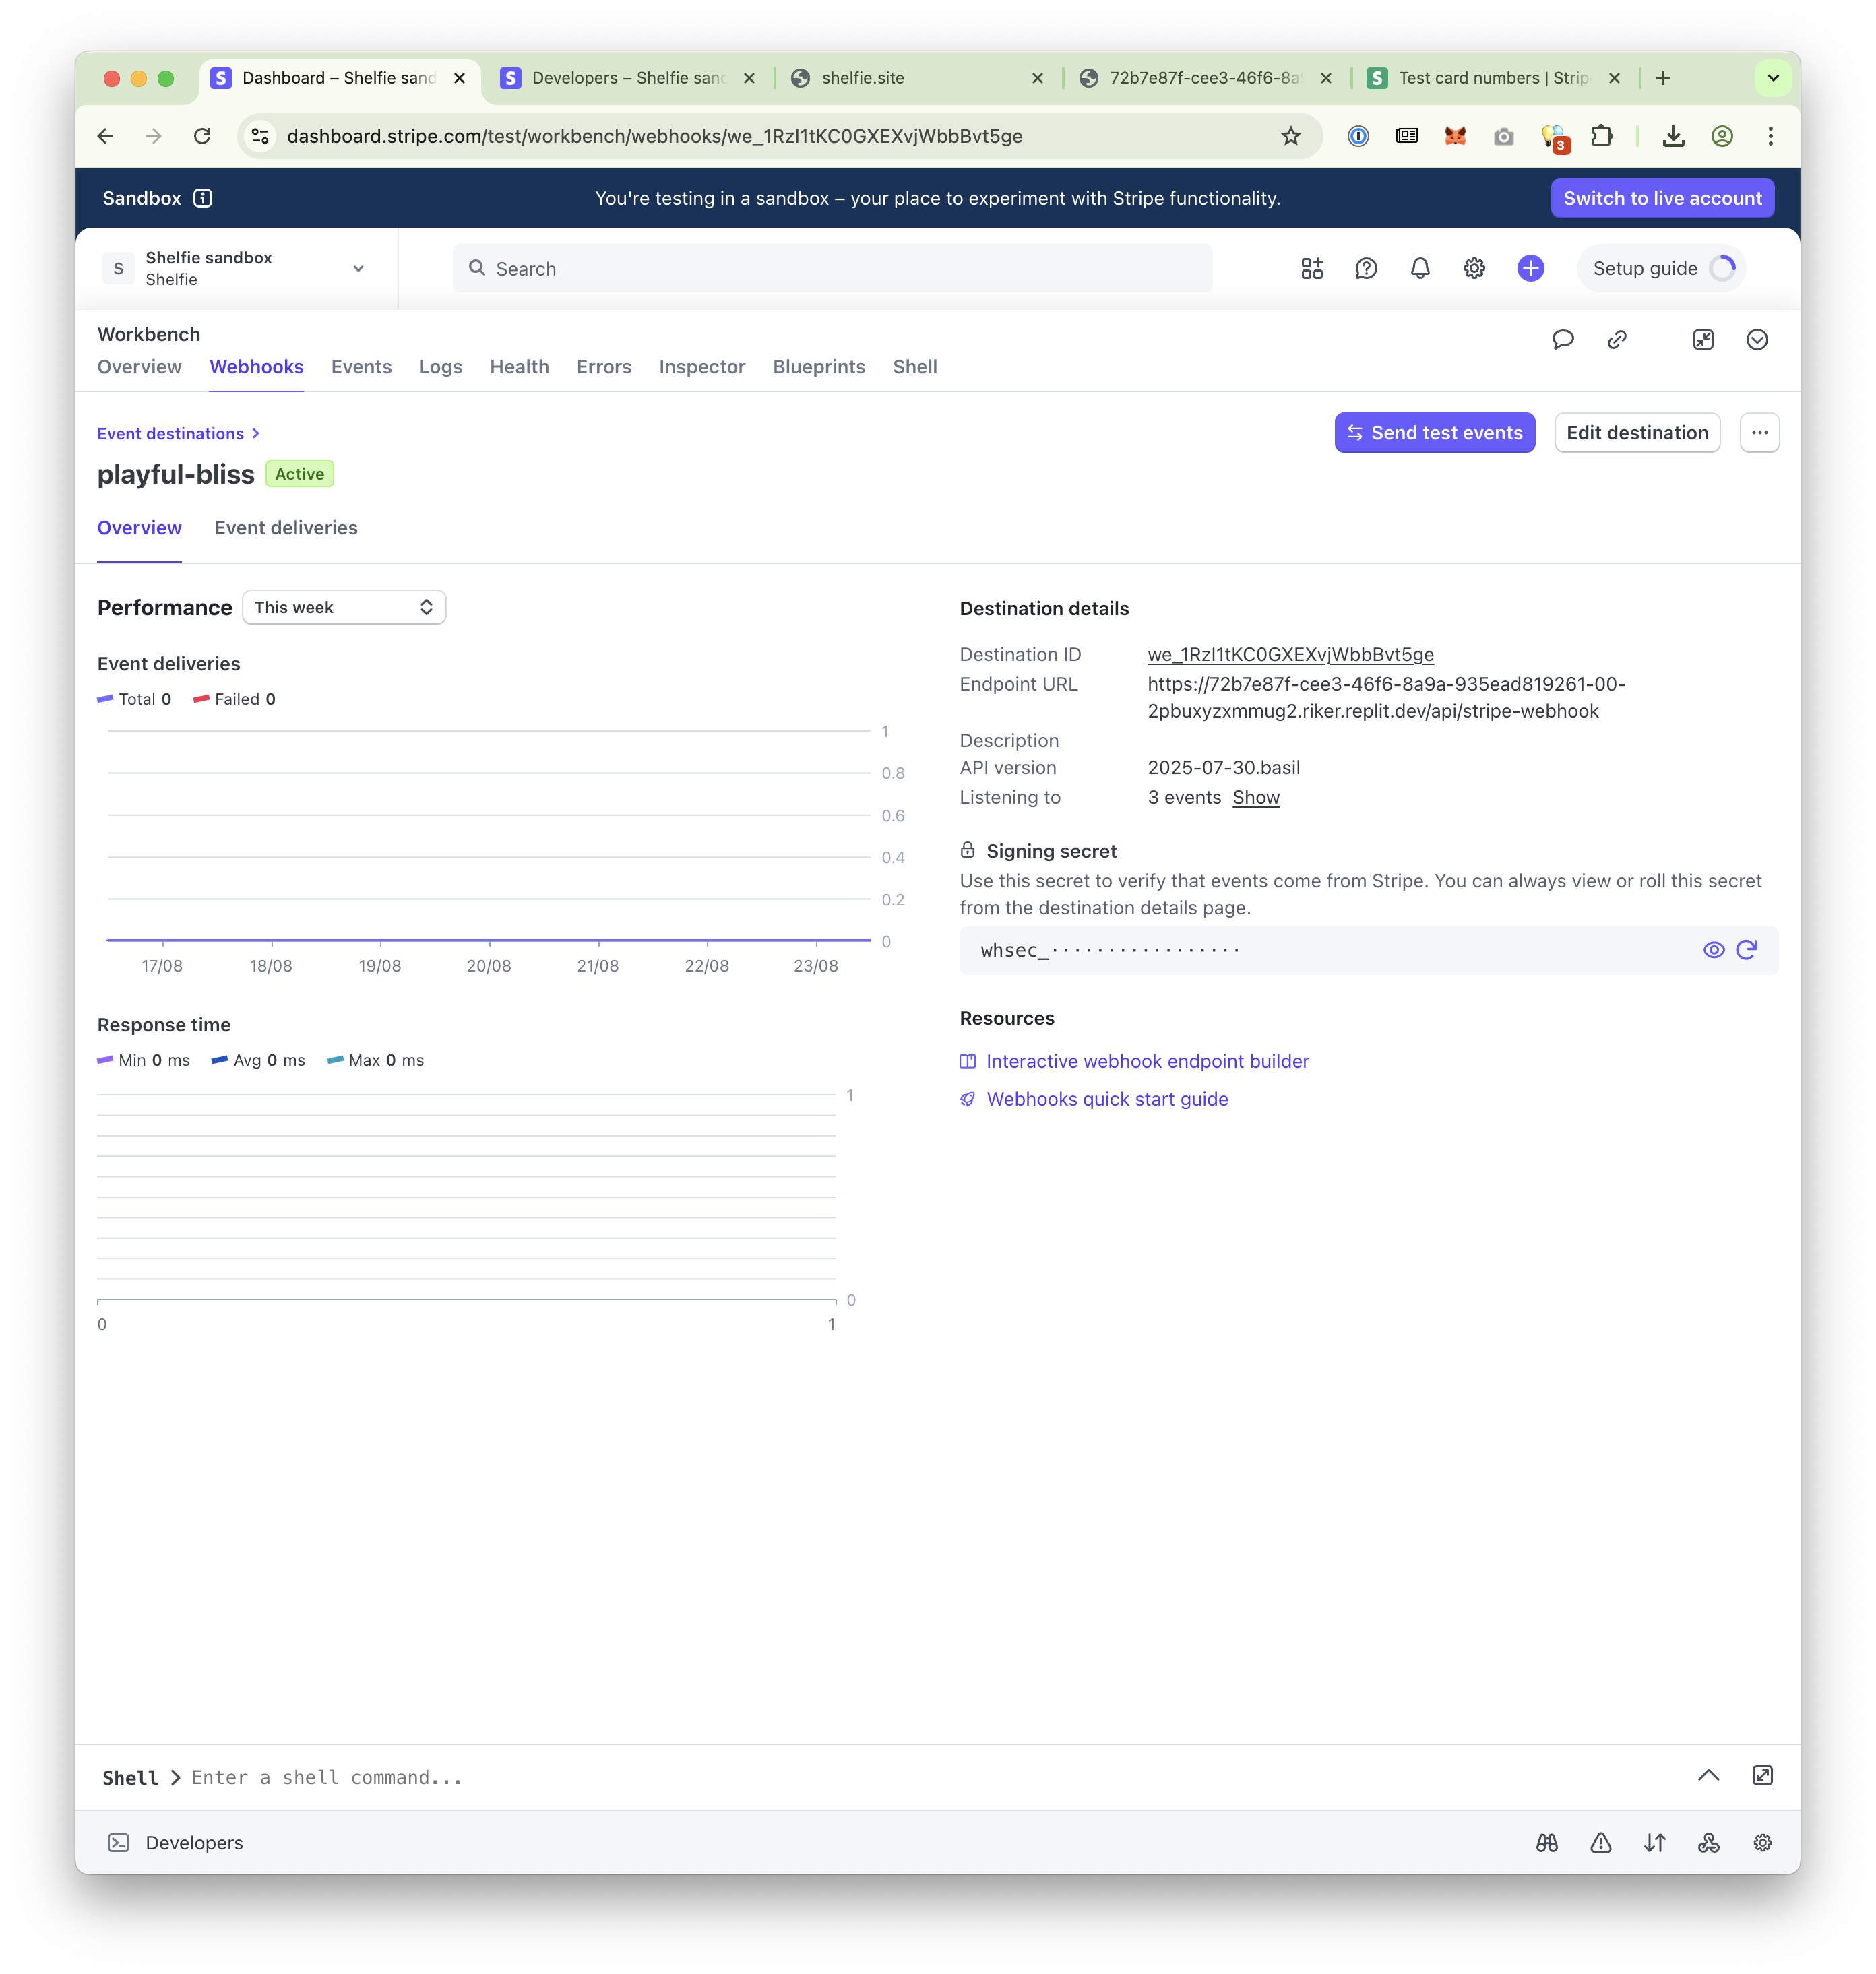 Dashboard – Shelfie sand
Developers – Shelfie sand
shelfie.site
72b7e87f-cee3-46f6-8a9
Test card numbers | Strip
dashboard.stripe.com/test/workbench/webhooks/we_1RzI1tKC0GXEXvjWbbBvt5ge
3
Sandbox
You're testing in a sandbox – your place to experiment with Stripe functionality.
Switch to live account
S
Shelfie sandbox
Shelfie
Search
Setup guide
Workbench
Overview
Webhooks
Events
Logs
Health
Errors
Inspector
Blueprints
Shell
Event destinations
Send test events
Edit destination
playful-bliss
Active
Overview
Event deliveries
Performance
This week
Event deliveries
Total 0
Failed 0
1
0.8
0.6
0.4
0.2
0
17/08
18/08
19/08
20/08
21/08
22/08
23/08
Response time
Min 0 ms
Avg 0 ms
Max 0 ms
1
0
0
1
Destination details
Destination ID
we_1RzI1tKC0GXEXvjWbbBvt5ge
Endpoint URL
https://72b7e87f-cee3-46f6-8a9a-935ead819261-00-
2pbuxyzxmmug2.riker.replit.dev/api/stripe-webhook
Description
API version
2025-07-30.basil
Listening to
3 events Show
Signing secret
Use this secret to verify that events come from Stripe. You can always view or roll this secret
from the destination details page.
whsec_·················
Resources
Interactive webhook endpoint builder
Webhooks quick start guide
Shell
Enter a shell command...
Developers